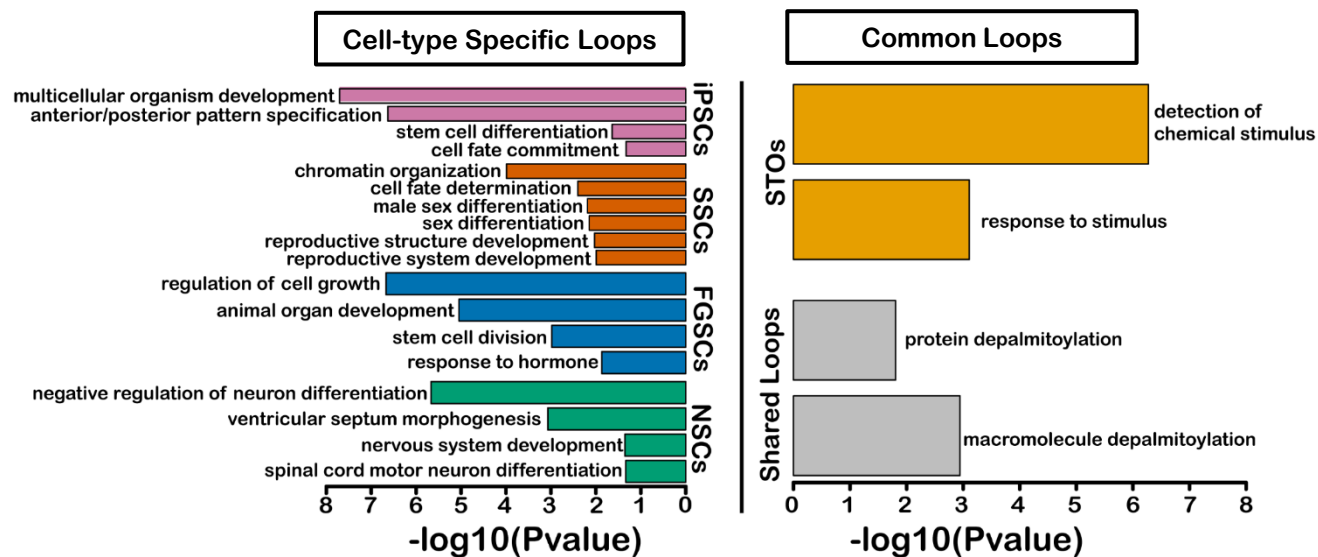 Cell-type Specific Loops
multicellular organism development
anterior/posterior pattern specification
stem cell differentiation
cell fate commitment
iPSCs
chromatin organization
cell fate determination
male sex differentiation
sex differentiation
reproductive structure development
reproductive system development
SSCs
regulation of cell growth
animal organ development
stem cell division
response to hormone
FGSCs
negative regulation of neuron differentiation
ventricular septum morphogenesis
nervous system development
spinal cord motor neuron differentiation
NSCs
8 7 6 5 4 3 2 1 0
-log10(Pvalue)
Common Loops
STOs
detection of
chemical stimulus
response to stimulus
Shared Loops
protein depalmitoylation
macromolecule depalmitoylation
0 1 2 3 4 5 6 7 8
-log10(Pvalue)